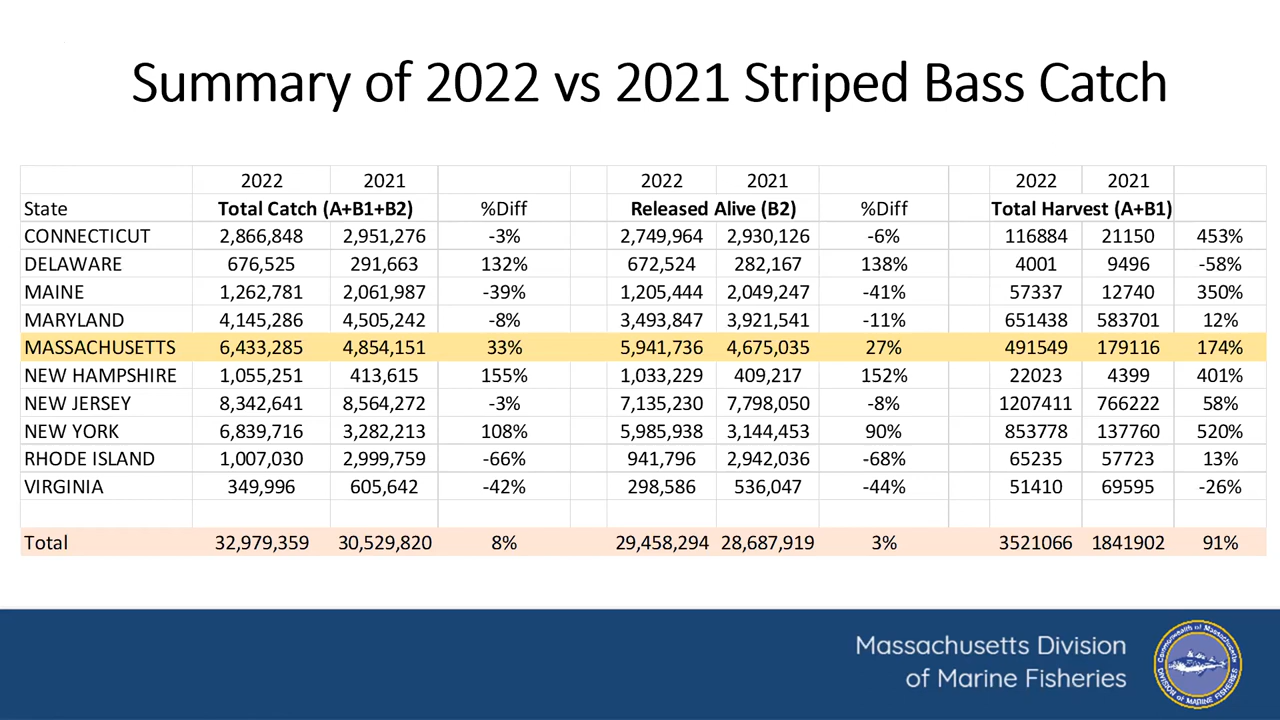 Summary of 2022 vs 2021 Striped Bass Catch
2022 2021 2022 2021 2022 2021
State Total Catch (A+B1+B2) %Diff Released Alive (B2) %Diff Total Harvest (A+B1)
CONNECTICUT 2,866,848 2,951,276 -3% 2,749,964 2,930,126 -6% 116884 21150 453%
DELAWARE 676,525 291,663 132% 672,524 282,167 138% 4001 9496 -58%
MAINE 1,262,781 2,061,987 -39% 1,205,444 2,049,247 -41% 57337 12740 350%
MARYLAND 4,145,286 4,505,242 -8% 3,493,847 3,921,541 -11% 651438 583701 12%
MASSACHUSETTS 6,433,285 4,854,151 33% 5,941,736 4,675,035 27% 491549 179116 174%
NEW HAMPSHIRE 1,055,251 413,615 155% 1,033,229 409,217 152% 22023 4399 401%
NEW JERSEY 8,342,641 8,564,272 -3% 7,135,230 7,798,050 -8% 1207411 766222 58%
NEW YORK 6,839,716 3,282,213 108% 5,985,938 3,144,453 90% 853778 137760 520%
RHODE ISLAND 1,007,030 2,999,759 -66% 941,796 2,942,036 -68% 65235 57723 13%
VIRGINIA 349,996 605,642 -42% 298,586 536,047 -44% 51410 69595 -26%
Total 32,979,359 30,529,820 8% 29,458,294 28,687,919 3% 3521066 1841902 91%
Massachusetts Division
of Marine Fisheries
Commonwealth of Massachusetts
DIVISION of MARINE FISHERIES